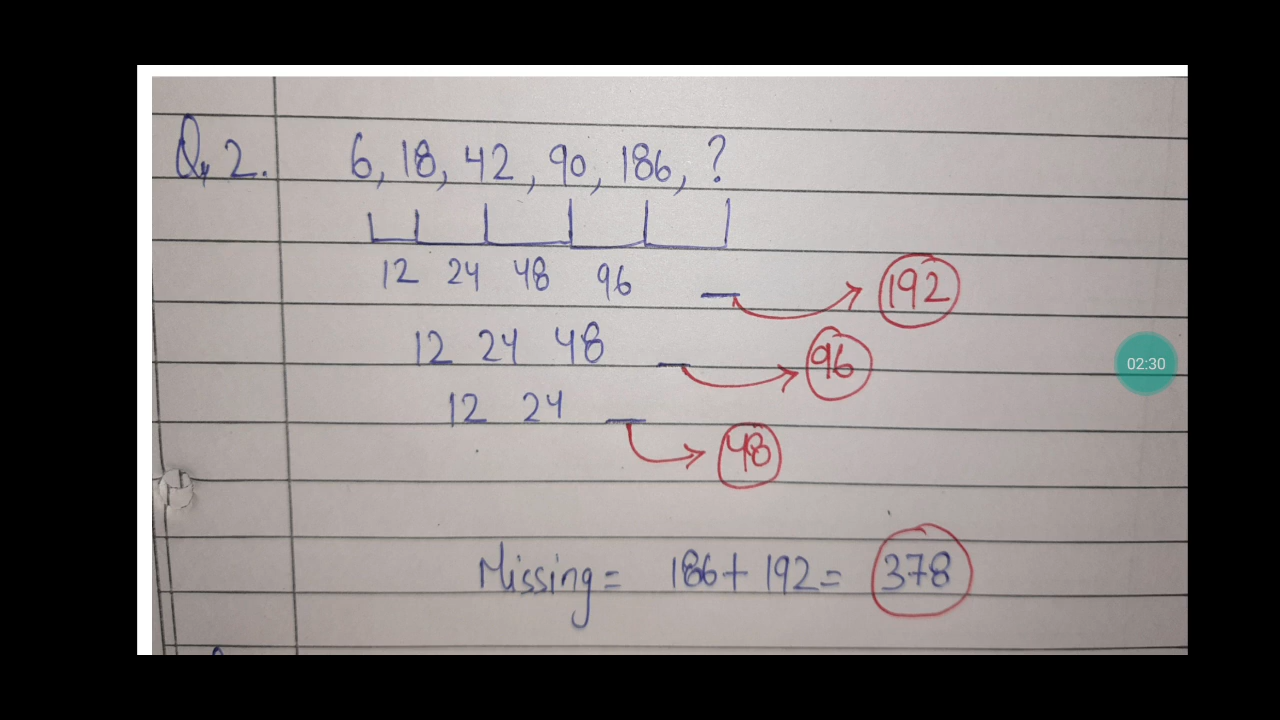 Q, 2. 6, 18, 42, 90, 186, ?
12 24 48 96 _ 192
12 24 48 _ 96
12 24 _ 48
Missing = 186 + 192 = 378
02:30